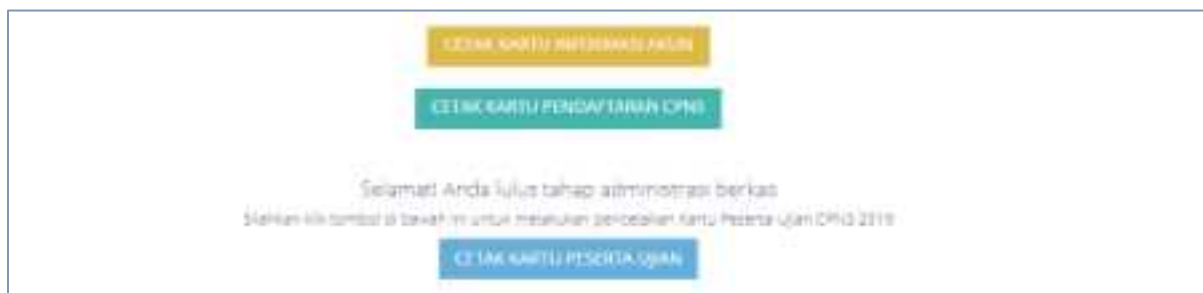 CETAK KARTU INFORMASI AKUN
CETAK KARTU PENDAFTARAN CPNS
Selamat! Anda lulus tahap administrasi berkas
Silahkan klik tombol di bawah ini untuk melakukan pencetakan Kartu Peserta Ujian CPNS 2019
CETAK KARTU PESERTA UJIAN